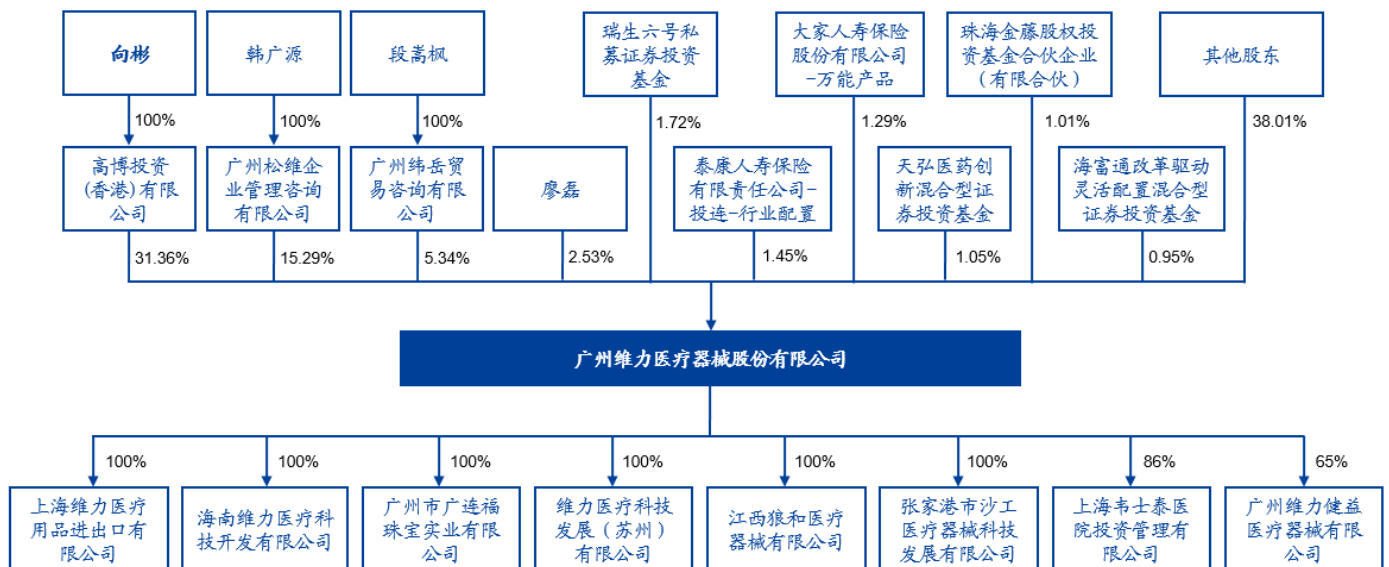 向彬
韩广源
段嵩枫
瑞生六号私
募证券投资
基金
大家人寿保险
股份有限公司
-万能产品
珠海金藤股权投
资基金合伙企业
(有限合伙)
其他股东
100%
100%
100%
1.72%
1.29%
1.01%
38.01%
高博投资
(香港)有限
公司
广州松维企
业管理咨询
有限公司
广州纬岳贸
易咨询有限
公司
廖磊
泰康人寿保险
有限责任公司-
投连-行业配置
天弘医药创
新混合型证
券投资基金
海富通改革驱动
灵活配置混合型
证券投资基金
31.36%
15.29%
5.34%
2.53%
1.45%
1.05%
0.95%
广州维力医疗器械股份有限公司
100%
100%
100%
100%
100%
100%
86%
65%
上海维力医疗
用品进出口有
限公司
海南维力医疗科
技开发有限公司
广州市广连福
珠宝实业有限
公司
维力医疗科技
发展（苏州）
有限公司
江西狼和医疗
器械有限公司
张家港市沙工
医疗器械科技
发展有限公司
上海韦士泰医
院投资管理有
限公司
广州维力健益
医疗器械有限
公司